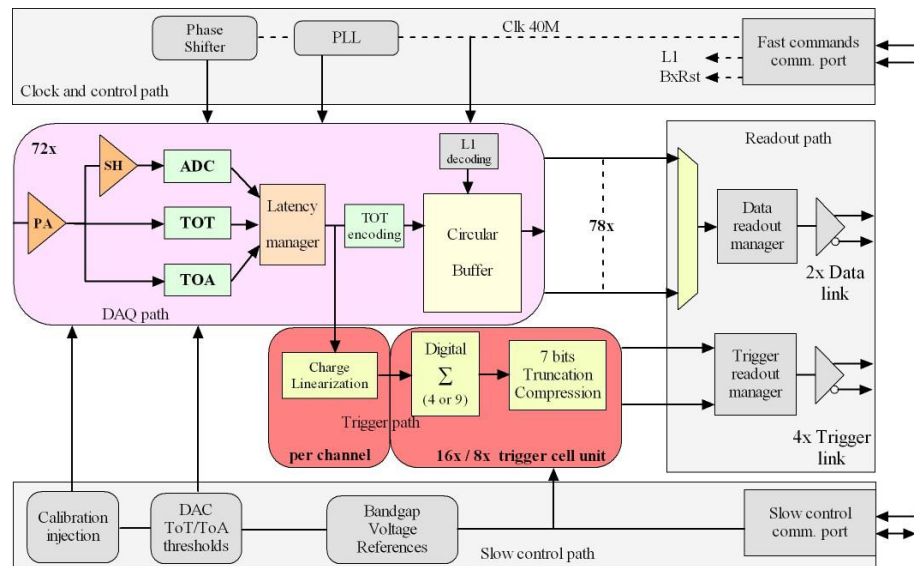 Phase
Shifter
PLL
Clk 40M
Fast commands
comm. port
L1
BxRst
Clock and control path
72x
SH
ADC
L1
decoding
Readout path
PA
TOT
Latency
manager
TOT
encoding
Circular
Buffer
78x
Data
readout
manager
TOA
2x Data
link
DAQ path
Charge
Linearization
Digital
Σ
(4 or 9)
7 bits
Truncation
Compression
Trigger
readout
manager
Trigger path
per channel
16x / 8x trigger cell unit
4x Trigger
link
Calibration
injection
DAC
ToT/ToA
thresholds
Bandgap
Voltage
References
Slow control
comm. port
Slow control path